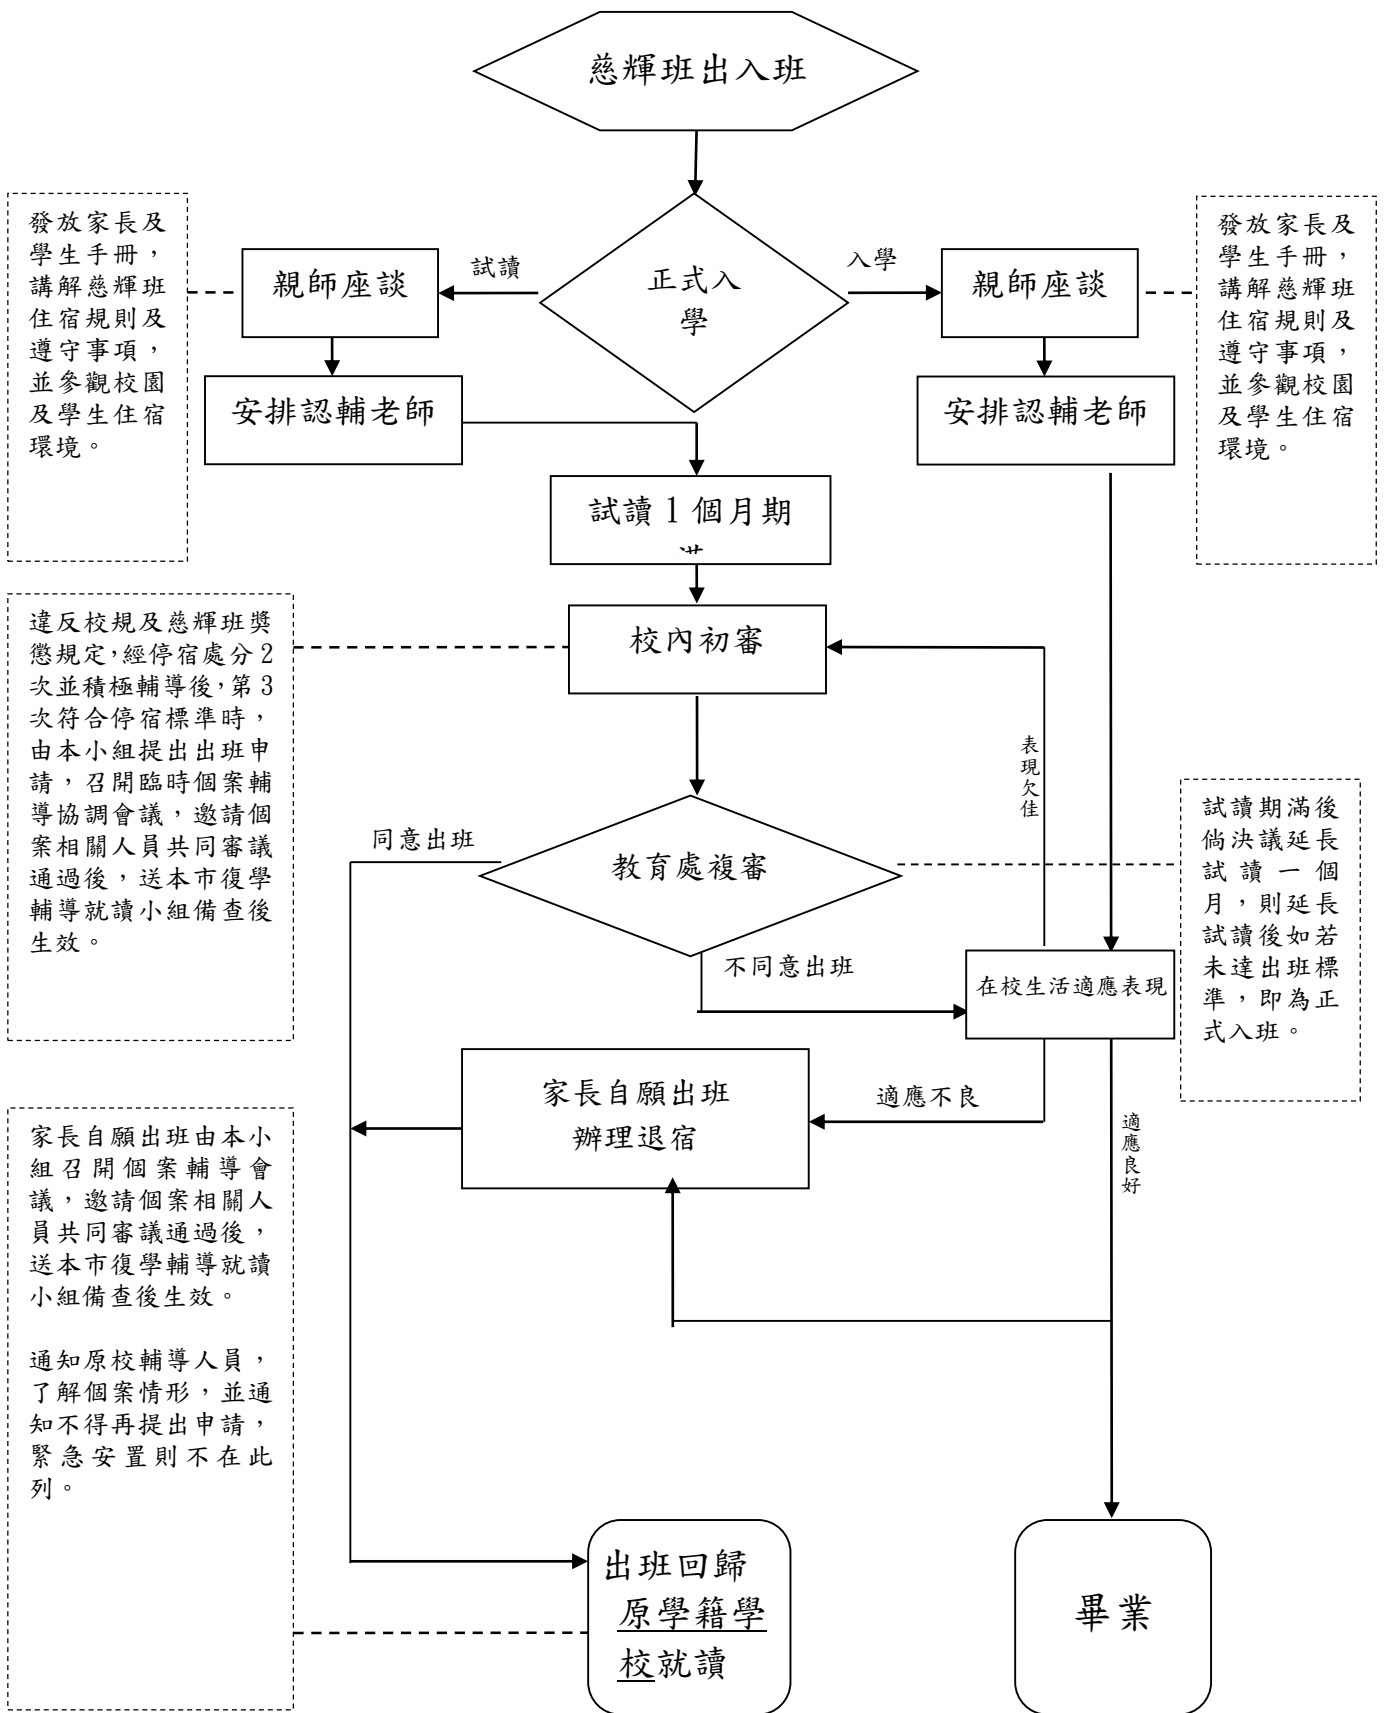 慈輝班出入班
發放家長及
學生手冊，
講解慈輝班
住宿規則及
遵守事項，
並參觀校園
及學生住宿
環境。
親師座談
試讀
正式入
學
入學
親師座談
發放家長及
學生手冊，
講解慈輝班
住宿規則及
遵守事項，
並參觀校園
及學生住宿
環境。
安排認輔老師
安排認輔老師
試讀1個月期
違反校規及慈輝班獎
懲規定，經停宿處分2
次並積極輔導後，第3
次符合停宿標準時，
由本小組提出出班申
請，召開臨時個案輔
導協調會議，邀請個
案相關人員共同審議
通過後，送本市復學
輔導就讀小組備查後
生效。
校內初審
表現欠佳
同意出班
教育處複審
不同意出班
在校生活適應表現
試讀期滿後
倘決議延長
試讀一個
月，則延長
試讀後如若
未達出班標
準，即為正
式入班。
家長自願出班
辦理退宿
適應不良
適應良好
家長自願出班由本小
組召開個案輔導會
議，邀請個案相關人
員共同審議通過後，
送本市復學輔導就讀
小組備查後生效。
通知原校輔導人員，
了解個案情形，並通
知不得再提出申請，
緊急安置則不在此
列。
出班回歸
原學籍學
校就讀
畢業